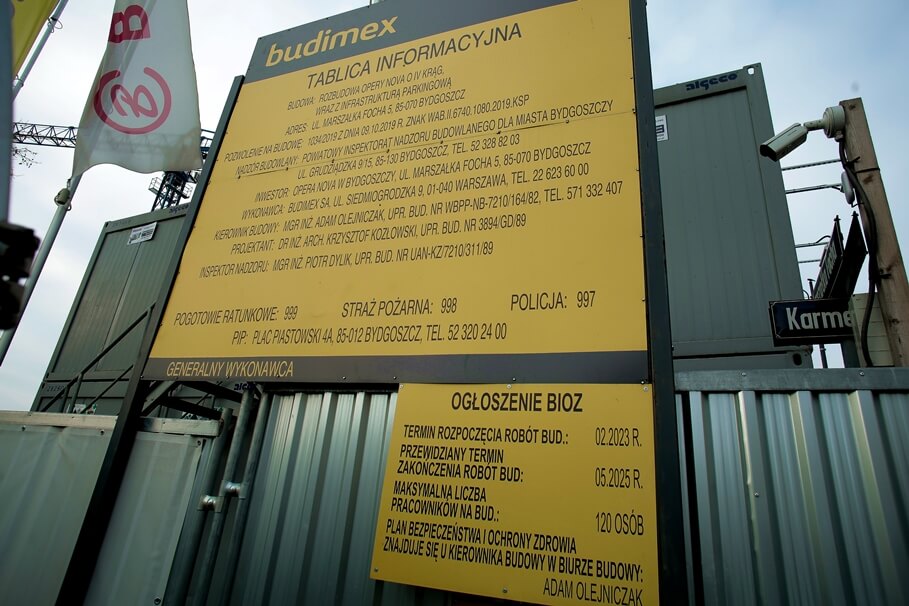 B
budimex
TABLICA INFORMACYJNA
BUDOWA: ROZBUDOWA OPERY NOVA O IV KRĄG,
WRAZ Z INFRASTRUKTURĄ PARKINGOWĄ
ADRES: UL. MARSZAŁKA FOCHA 5, 85-070 BYDGOSZCZ
POZWOLENIE NA BUDOWĘ: 1034/2019 Z DNIA 09.10.2019 R. ZNAK WAB.II.6740.1080.2019.KSP
NADZÓR BUDOWLANY: POWIATOWY INSPEKTORAT NADZORU BUDOWLANEGO DLA MIASTA BYDGOSZCZY
UL. GRUDZIĄDZKA 9/15, 85-130 BYDGOSZCZ, TEL. 52 328 82 03
INWESTOR: OPERA NOVA W BYDGOSZCZY, UL. MARSZAŁKA FOCHA 5, 85-070 BYDGOSZCZ
WYKONAWCA: BUDIMEX SA, UL. SIEDMIOGRODZKA 9, 01-040 WARSZAWA, TEL. 22 623 60 00
KIEROWNIK BUDOWY: MGR INŻ. ADAM OLEJNICZAK, UPR. BUD. NR WBPP-NB-7210/164/82, TEL. 571 332 407
PROJEKTANT: DR INŻ. ARCH. KRZYSZTOF KOZŁOWSKI, UPR. BUD. NR 3894/GD/89
INSPEKTOR NADZORU: MGR INŻ. PIOTR DYLIK, UPR. BUD. NR UAN-KZ/7210/311/89
POGOTOWIE RATUNKOWE: 999 STRAŻ POŻARNA: 998 POLICJA: 997
PIP: PLAC PIASTOWSKI 4A, 85-012 BYDGOSZCZ, TEL. 52 320 24 00
GENERALNY WYKONAWCA
OGŁOSZENIE BIOZ
TERMIN ROZPOCZĘCIA ROBÓT BUD.: 02.2023 R.
PRZEWIDZIANY TERMIN
ZAKOŃCZENIA ROBÓT BUD: 05.2025 R.
MAKSYMALNA LICZBA
PRACOWNIKÓW NA BUD.: 120 OSÓB
PLAN BEZPIECZEŃSTWA I OCHRONY ZDROWIA
ZNAJDUJE SIĘ U KIEROWNIKA BUDOWY W BIURZE BUDOWY:
ADAM OLEJNICZAK
algeco
Karme